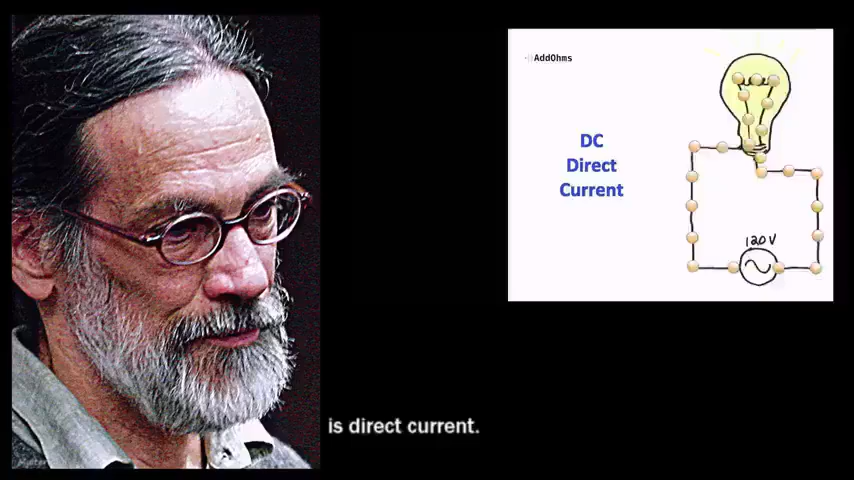 AddOhms
DC
Direct
Current
120V
is direct current.